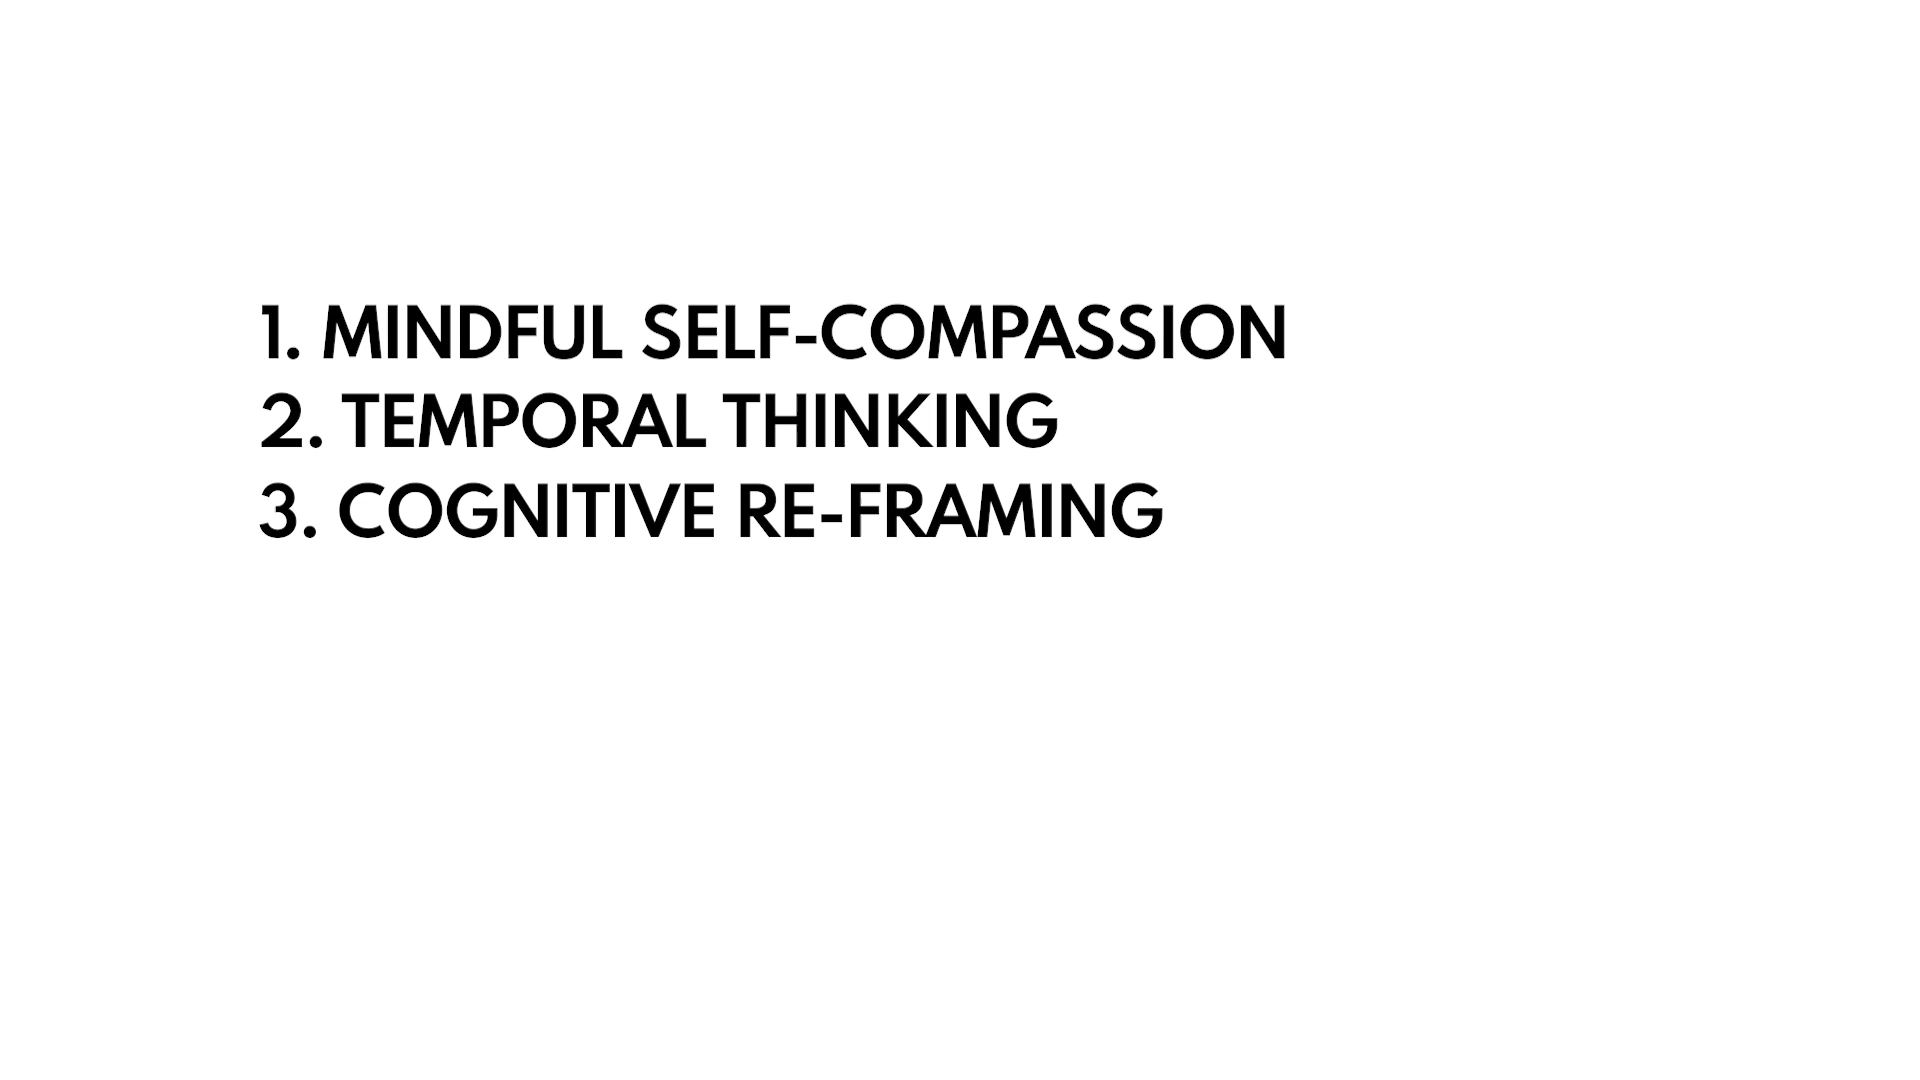 1. MINDFUL SELF-COMPASSION
2. TEMPORAL THINKING
3. COGNITIVE RE-FRAMING